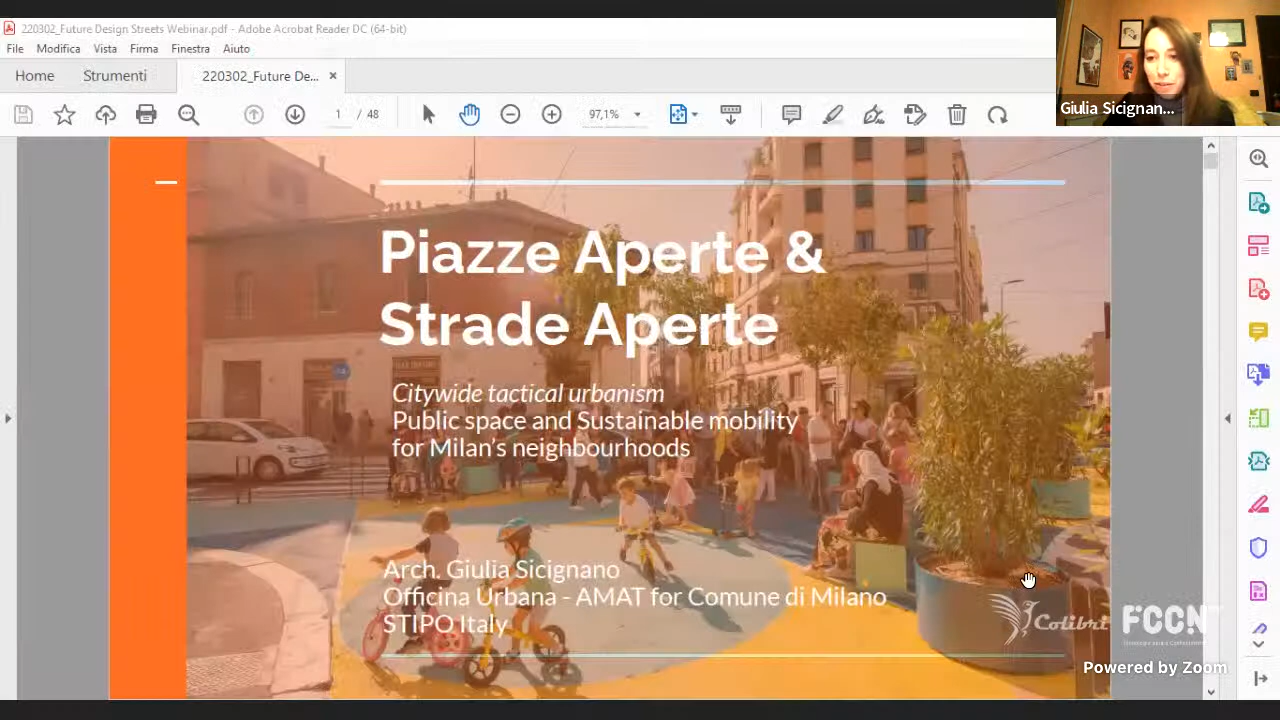 220302_Future Design Streets Webinar.pdf - Adobe Acrobat Reader DC (64-bit)
File Modifica Vista Firma Finestra Aiuto
Home Strumenti 220302_Future De... ×
1 / 48 97,1%
Giulia Sicignan...
Piazze Aperte &
Strade Aperte
Citywide tactical urbanism
Public space and Sustainable mobility
for Milan's neighbourhoods
Arch. Giulia Sicignano
Officina Urbana - AMAT for Comune di Milano
STIPO Italy
Colibri FCCN
Powered by Zoom